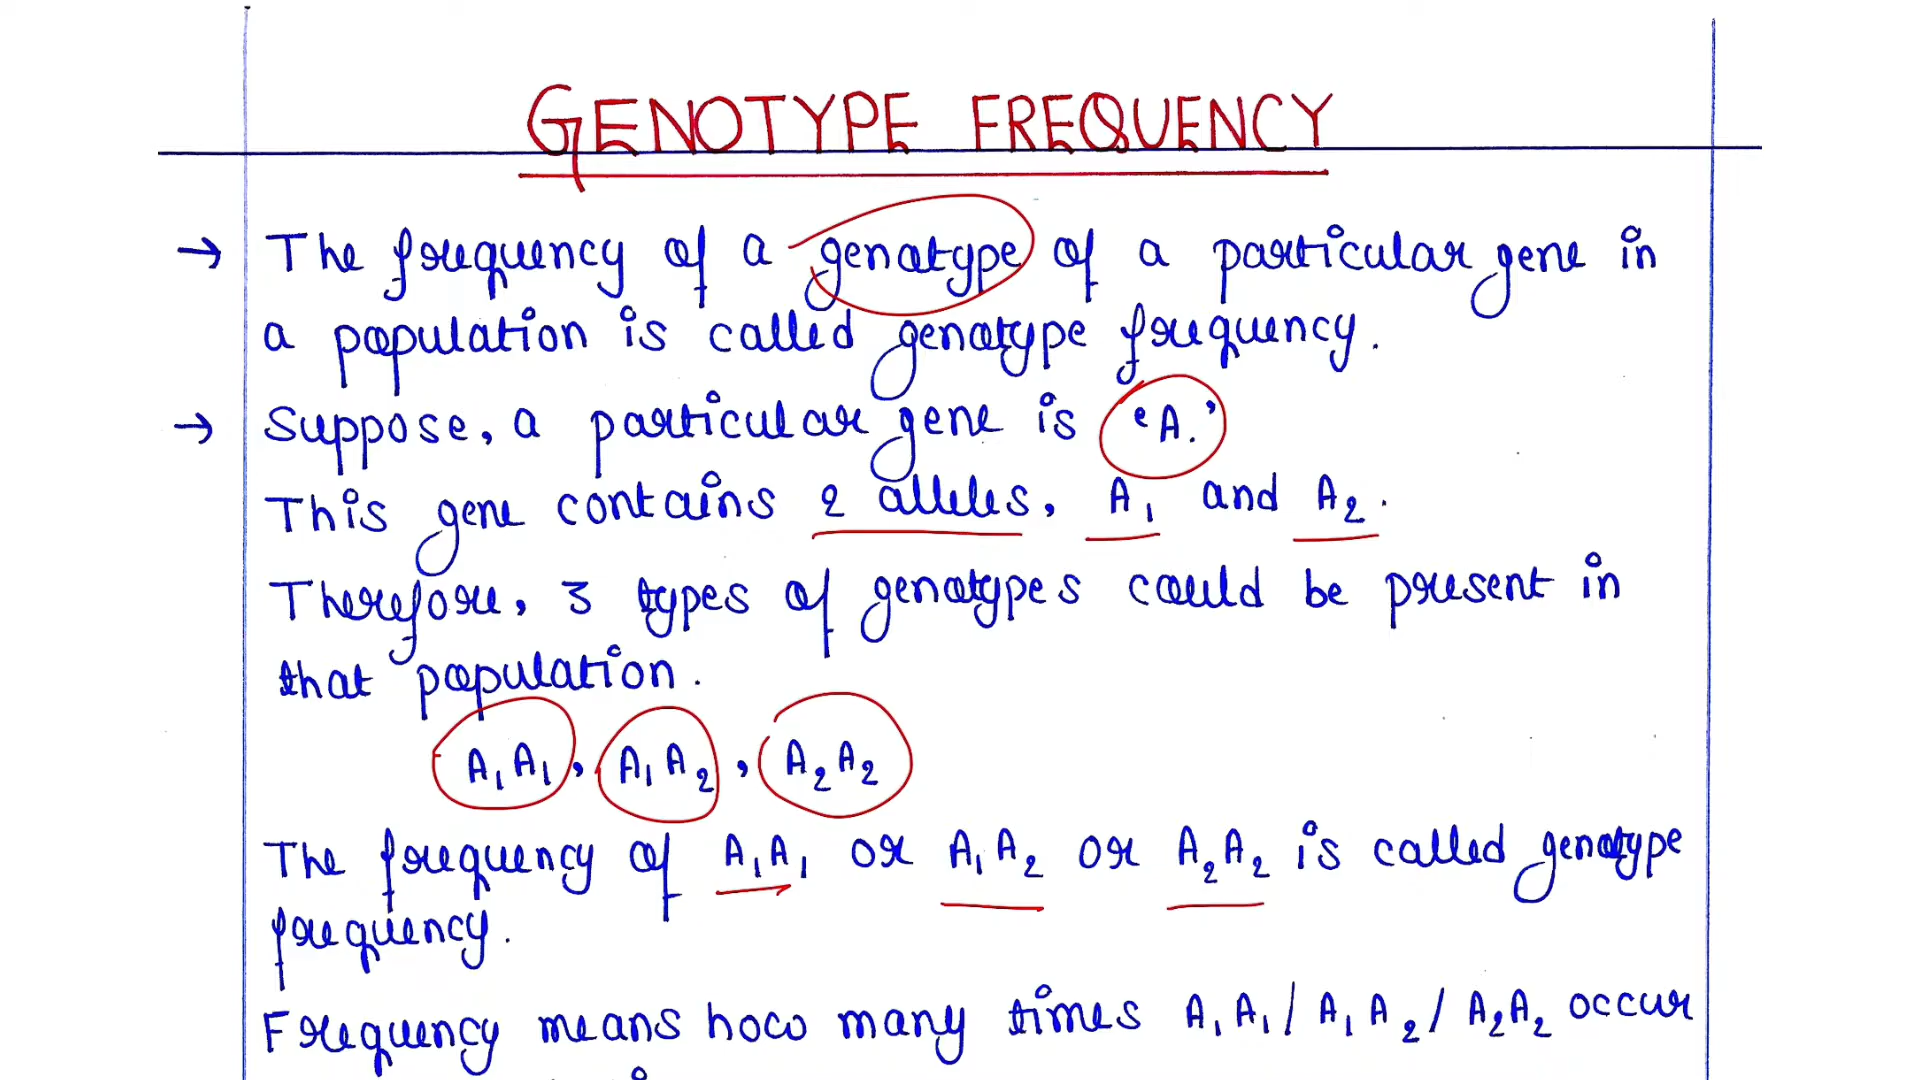 GENOTYPE FREQUENCY
→ The frequency of a genotype of a particular gene in
a population is called genotype frequency.
→ Suppose, a particular gene is 'A.'
This gene contains 2 alleles, A₁ and A₂.
Therefore, 3 types of genotypes could be present in
that population.
A₁A₁, A₁A₂, A₂A₂
The frequency of A₁A₁ or A₁A₂ or A₂A₂ is called genotype
frequency.
Frequency means how many times A₁A₁/A₁A₂/A₂A₂ occur